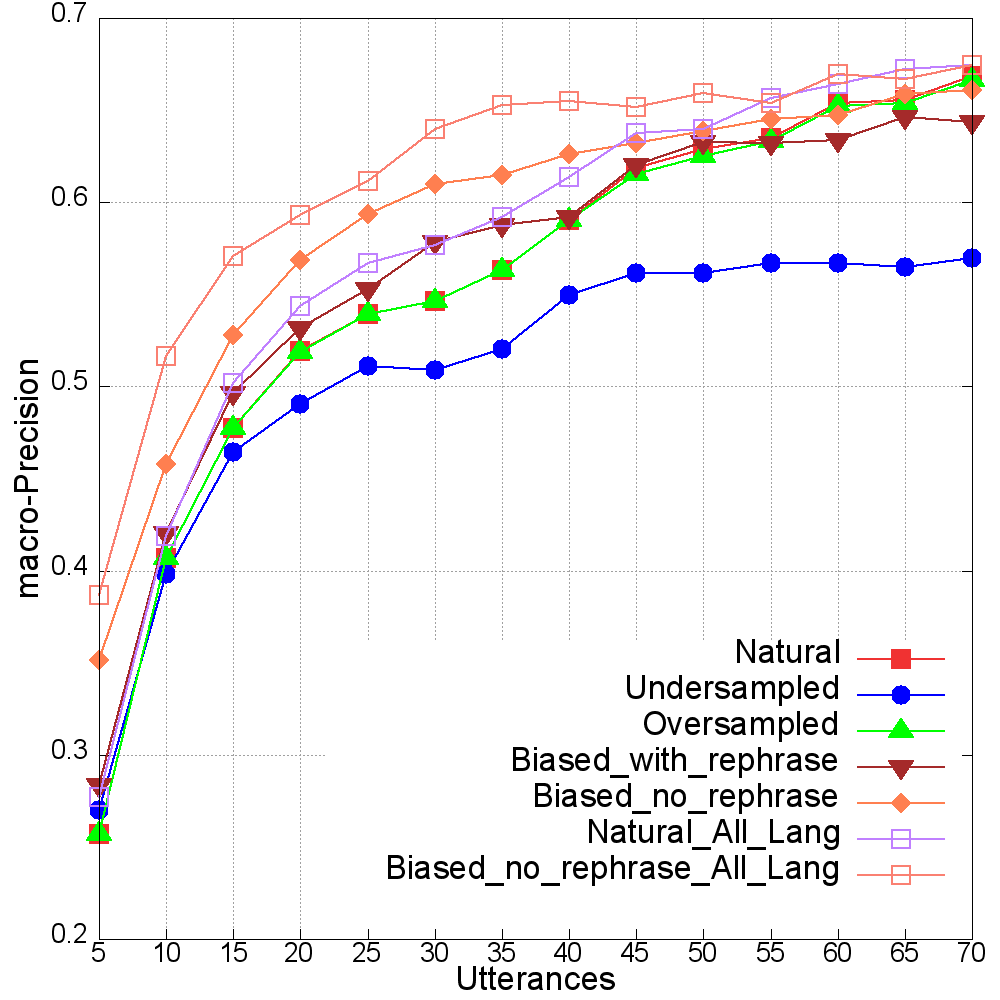 0.7
0.6
0.5
0.4
0.3
0.2
macro-Precision
Natural
Undersampled
Oversampled
Biased_with_rephrase
Biased_no_rephrase
Natural_All_Lang
Biased_no_rephrase_All_Lang
5 10 15 20 25 30 35 40 45 50 55 60 65 70
Utterances